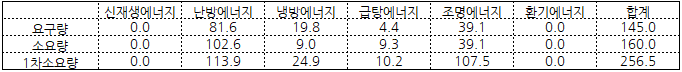 신재생에너지 난방에너지 냉방에너지 급탕에너지 조명에너지 환기에너지 합계
요구량 0.0 81.6 19.8 4.4 39.1 0.0 145.0
소요량 0.0 102.6 9.0 9.3 39.1 0.0 160.0
1차소요량 0.0 113.9 24.9 10.2 107.5 0.0 256.5